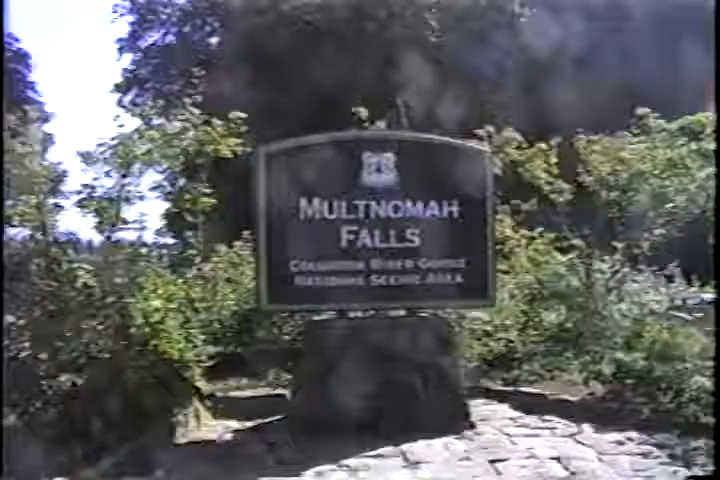 MULTNOMAH
FALLS
COLUMBIA RIVER GORGE
NATIONAL SCENIC AREA